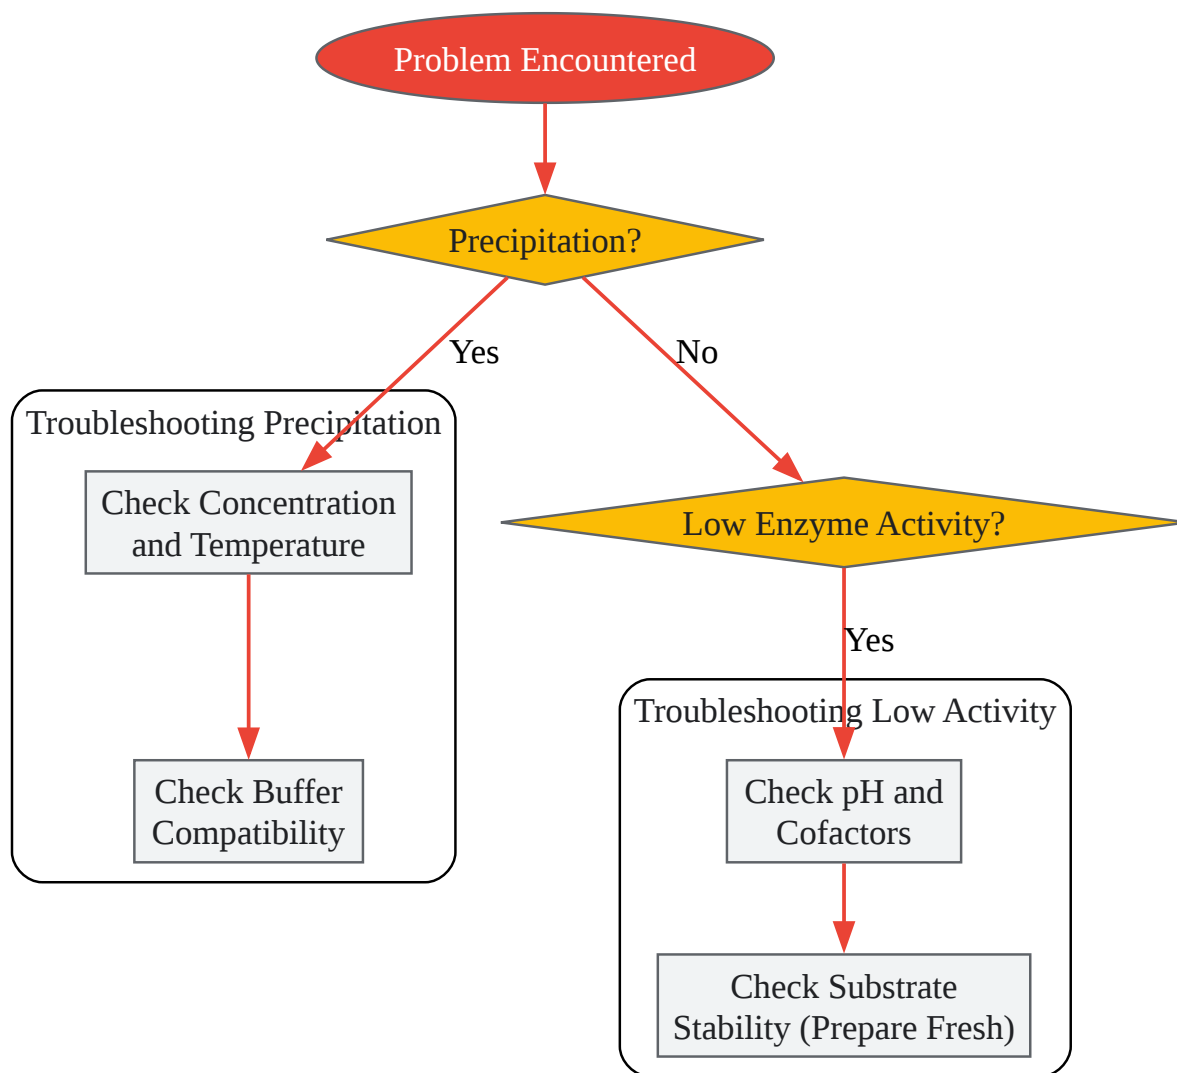 Problem Encountered
Precipitation?
Yes
No
Troubleshooting Precipitation
Check Concentration
and Temperature
Low Enzyme Activity?
Yes
Troubleshooting Low Activity
Check Buffer
Compatibility
Check pH and
Cofactors
Check Substrate
Stability (Prepare Fresh)